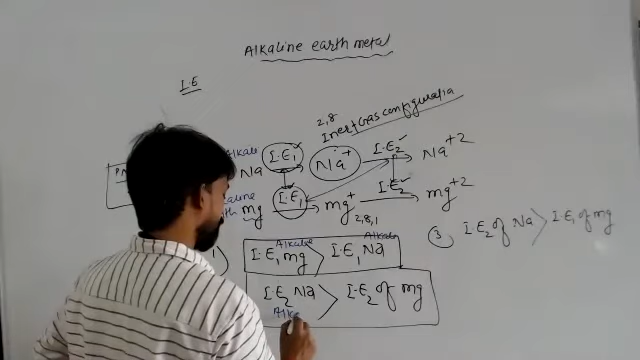 Alkaline earth metal
I.E
2,8
Inert Gas configuratia
Alkali I.E1 I.E2
Na Na+ Na+2
I.E1 I.E2
mg mg+ mg+2
2,8,1
Alkaline Alkali
I.E1 mg > I.E1 Na
I.E2 Na > I.E2 of mg
3 I.E2 of Na > I.E1 of mg